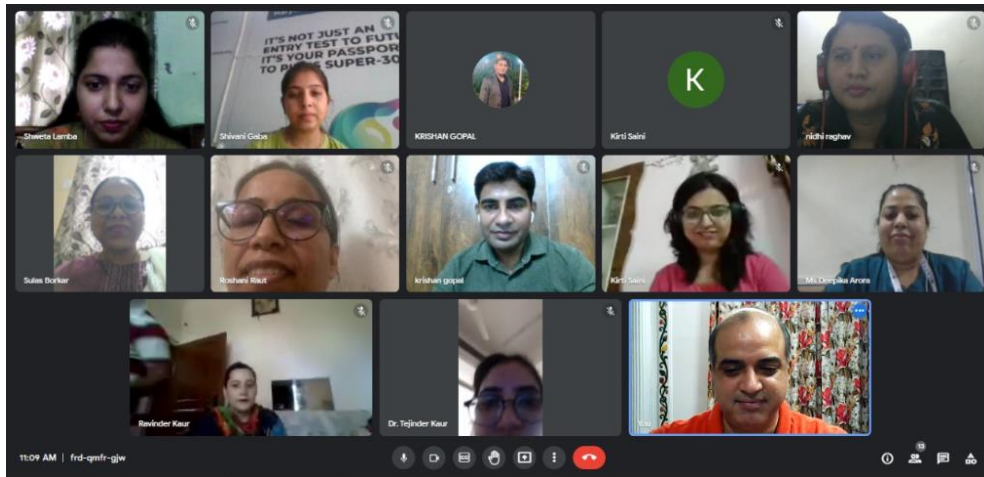 IT'S NOT JUST AN
ENTRY TEST TO FUTU
IT'S YOUR PASSPOR
SUPER-30
Shweta Lamba
Shivani Gaba
KRISHAN GOPAL
K
Kirti Saini
nidhi raghav
Sulas Borkar
Roshani Raut
krishan gopal
Kirti Saini
Ms Deepika Arora
Ravinder Kaur
Dr. Tejinder Kaur
You
11:09 AM | frd-qmfr-gjw
13